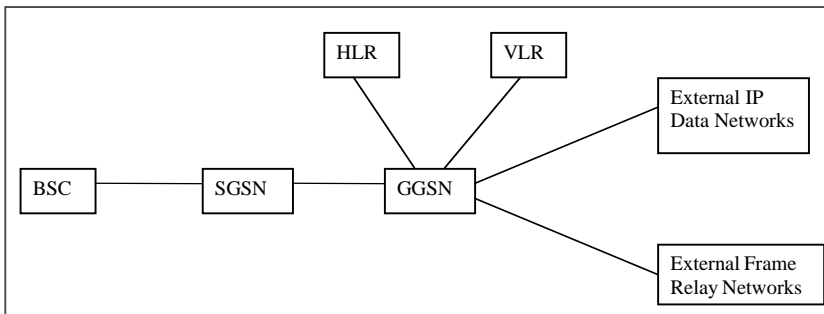 HLR
VLR
External IP
Data Networks
BSC
SGSN
GGSN
External Frame
Relay Networks